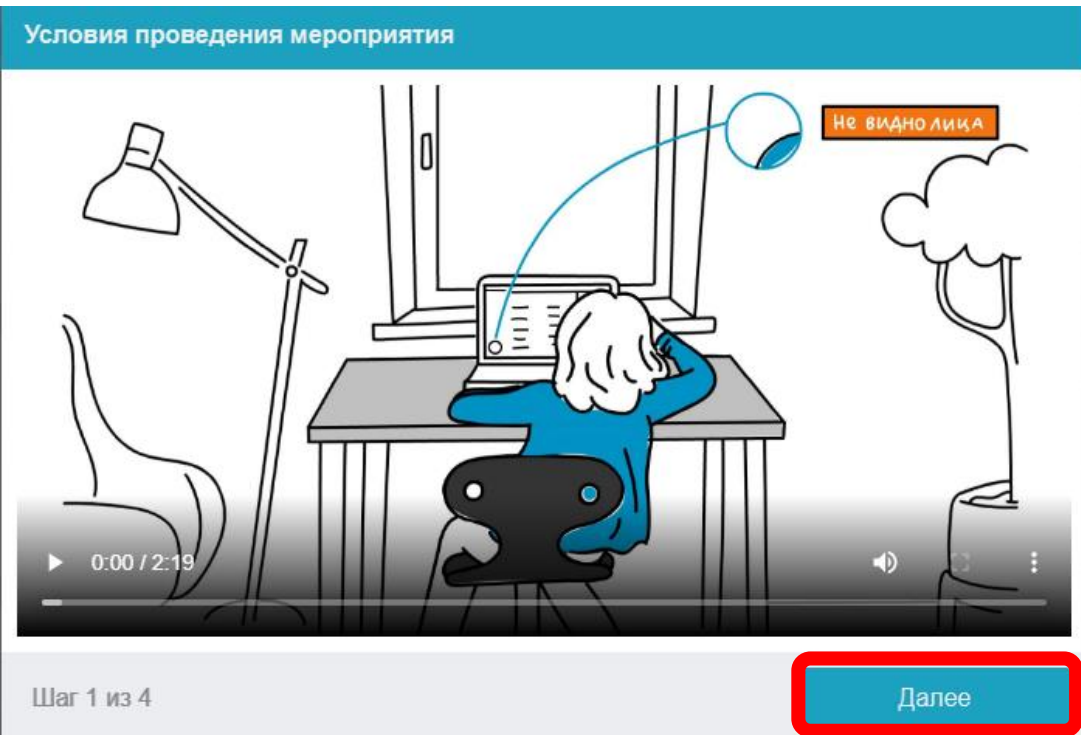 Условия проведения мероприятия
Не видно лица
0:00 / 2:19
Шаг 1 из 4
Далее